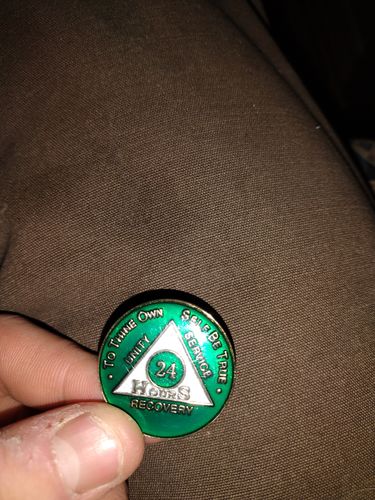 To Thine Own Self Be True
UNITY
SERVICE
24
HOURS
RECOVERY